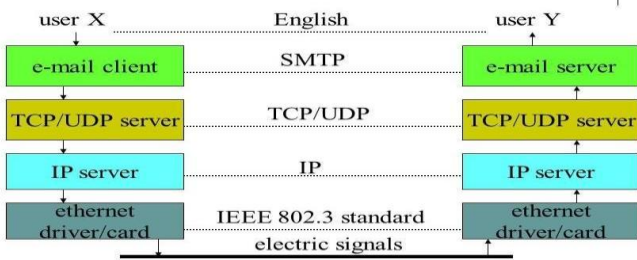 user X English user Y
e-mail client SMTP e-mail server
TCP/UDP server TCP/UDP TCP/UDP server
IP server IP IP server
ethernet driver/card IEEE 802.3 standard ethernet driver/card
electric signals